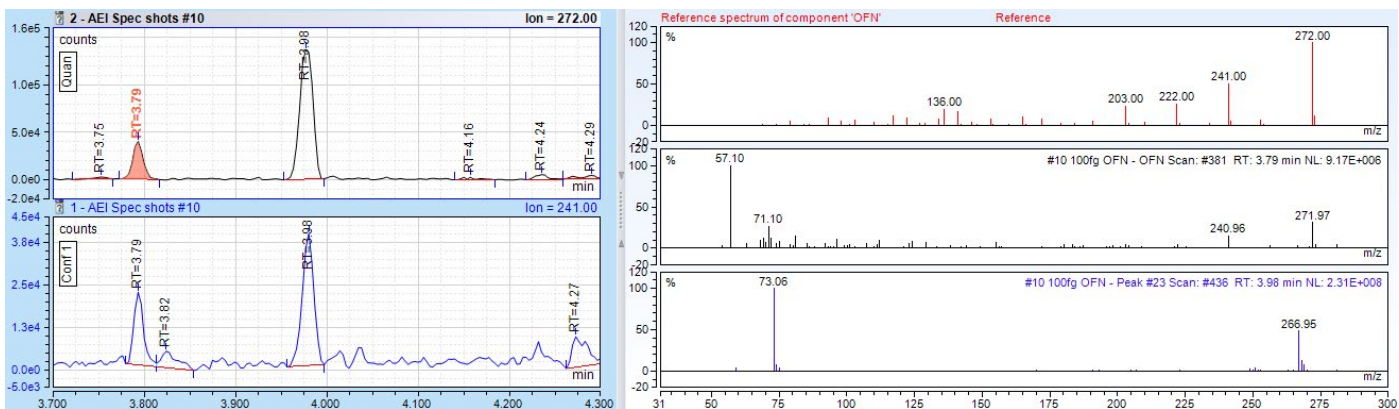 2 - AEI Spec shots #10 Ion = 272.00
1.6e5
counts
Quan
1.0e5
5.0e4
0.0e0
-2.0e4
RT=3.75
RT=3.79
RT=3.98
RT=4.16
RT=4.24
RT=4.29
min
1 - AEI Spec shots #10 Ion = 241.00
4.5e4
counts
Conf 1
3.8e4
2.5e4
1.3e4
0.0e0
-5.0e3
RT=3.79
RT=3.82
RT=3.98
RT=4.27
min
3.700 3.800 3.900 4.000 4.100 4.200 4.300
Reference spectrum of component 'OFN' Reference
120
%
100
50
0
-20
136.00
203.00
222.00
241.00
272.00
m/z
120
%
#10 100fg OFN - OFN Scan: #381 RT: 3.79 min NL: 9.17E+006
100
50
0
-20
57.10
71.10
240.96
271.97
m/z
120
%
#10 100fg OFN - Peak #23 Scan: #436 RT: 3.98 min NL: 2.31E+008
100
50
0
-20
73.06
266.95
m/z
31 50 75 100 125 150 175 200 225 250 275 300